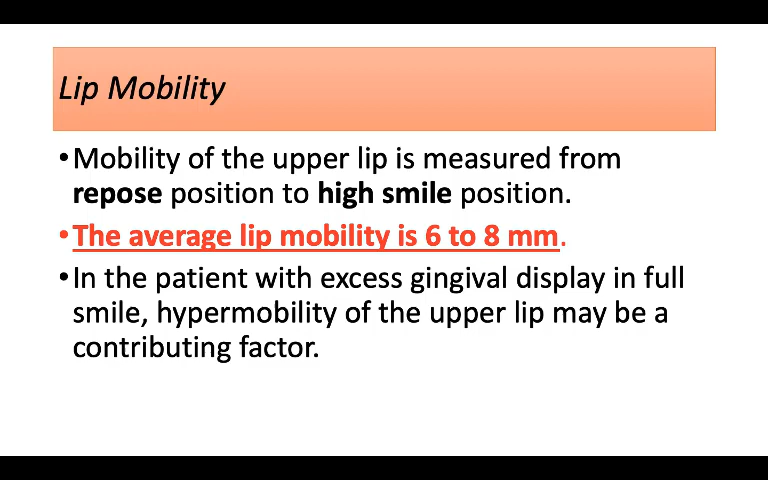 Lip Mobility
•Mobility of the upper lip is measured from
repose position to high smile position.
•The average lip mobility is 6 to 8 mm.
•In the patient with excess gingival display in full
smile, hypermobility of the upper lip may be a
contributing factor.